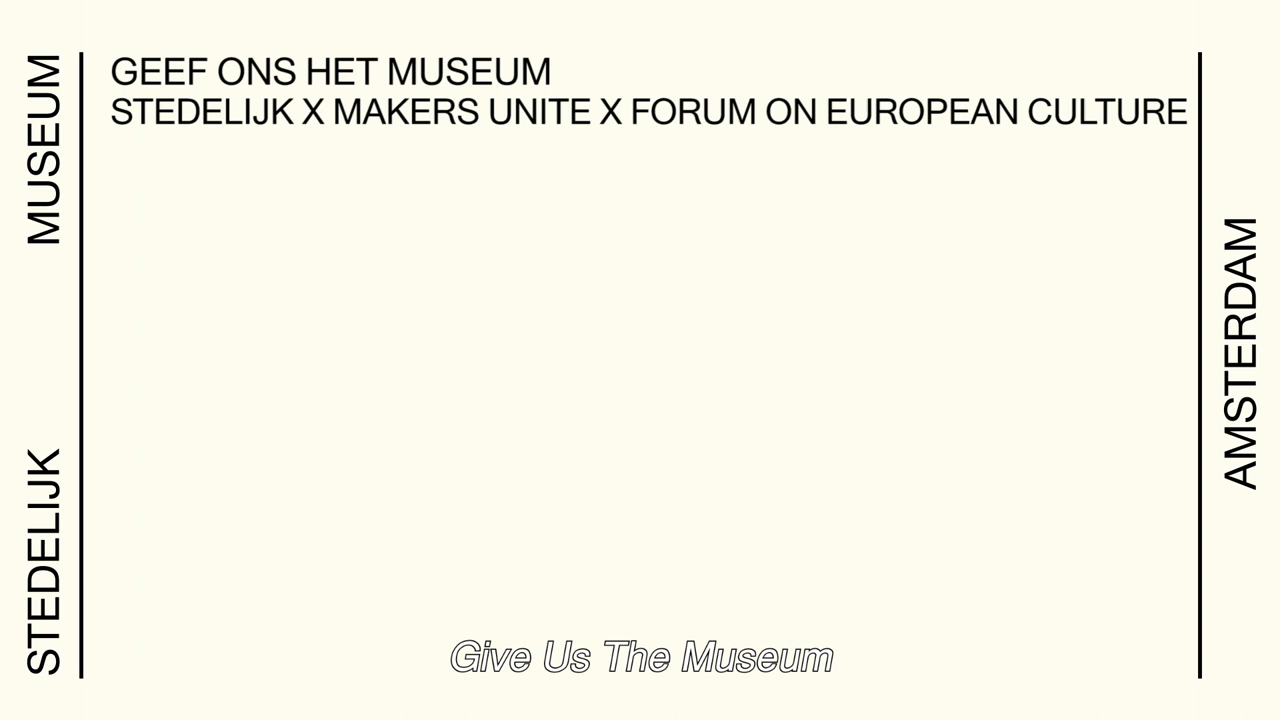 MUSEUM
STEDELIJK
GEEF ONS HET MUSEUM
STEDELIJK X MAKERS UNITE X FORUM ON EUROPEAN CULTURE
AMSTERDAM
Give Us The Museum